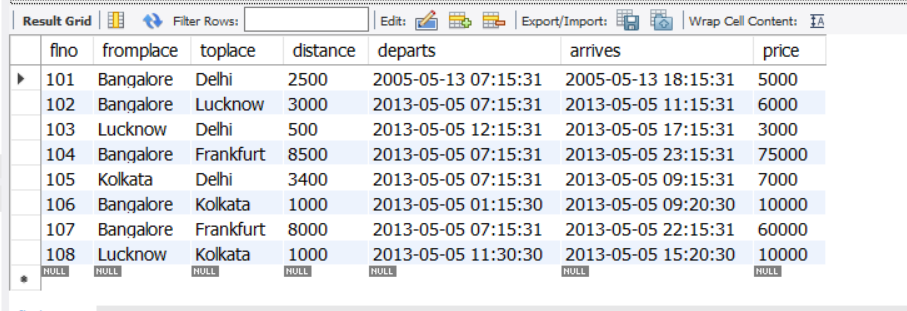 Result Grid Filter Rows: Edit: Export/Import: Wrap Cell Content:
flno fromplace toplace distance departs arrives price
101 Bangalore Delhi 2500 2005-05-13 07:15:31 2005-05-13 18:15:31 5000
102 Bangalore Lucknow 3000 2013-05-05 07:15:31 2013-05-05 11:15:31 6000
103 Lucknow Delhi 500 2013-05-05 12:15:31 2013-05-05 17:15:31 3000
104 Bangalore Frankfurt 8500 2013-05-05 07:15:31 2013-05-05 23:15:31 75000
105 Kolkata Delhi 3400 2013-05-05 07:15:31 2013-05-05 09:15:31 7000
106 Bangalore Kolkata 1000 2013-05-05 01:15:30 2013-05-05 09:20:30 10000
107 Bangalore Frankfurt 8000 2013-05-05 07:15:31 2013-05-05 22:15:31 60000
108 Lucknow Kolkata 1000 2013-05-05 11:30:30 2013-05-05 15:20:30 10000
NULL NULL NULL NULL NULL NULL NULL